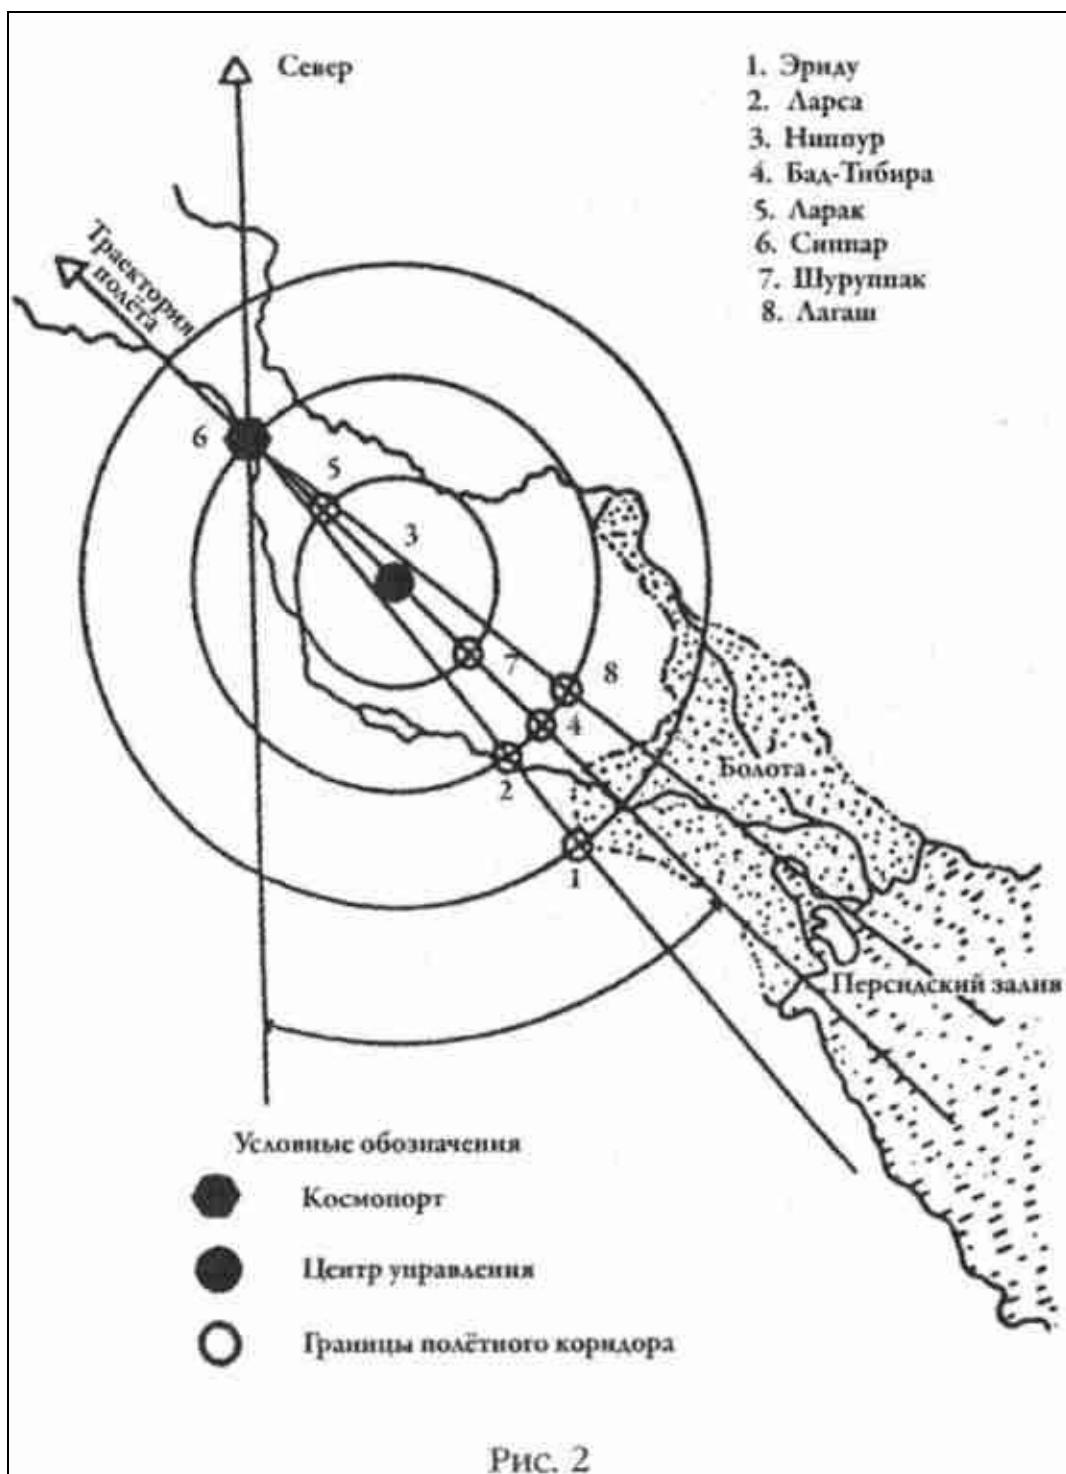 Север
1. Эриду
2. Ларса
3. Ниппур
4. Бад-Тибира
5. Ларак
6. Сиппар
7. Шуруппак
8. Лагаш
Траектория
полёта
6
5
3
7
8
4
2
1
Болота
Персидский залив
Условные обозначения
Космопорт
Центр управления
Границы полётного коридора
Рис. 2